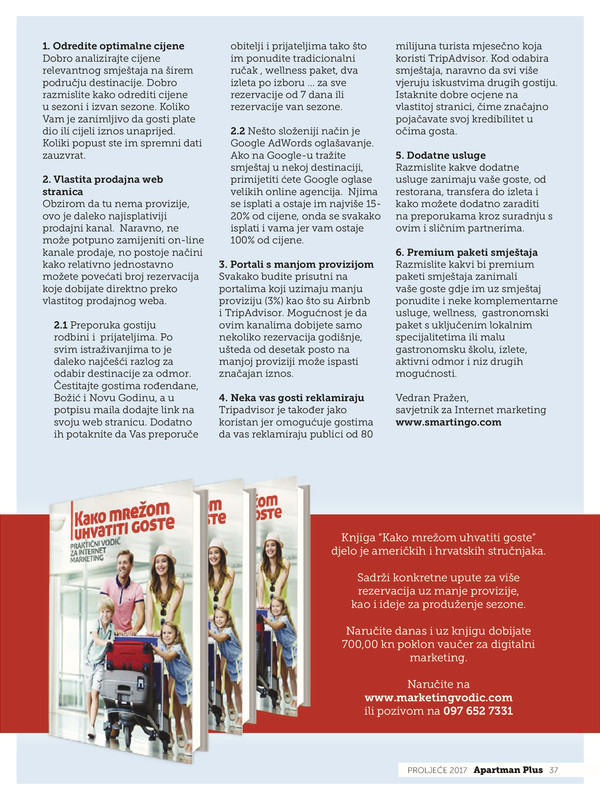 1. Odredite optimalne cijene
Dobro analizirajte cijene
relevantnog smještaja na širem
području destinacije. Dobro
razmislite kako odrediti cijene
u sezoni i izvan sezone. Koliko
Vam je zanimljivo da gosti plate
dio ili cijeli iznos unaprijed.
Koliki popust ste im spremni dati
zauzvrat.
2. Vlastita prodajna web
stranica
Obzirom da tu nema provizije,
ovo je daleko najisplativiji
prodajni kanal. Naravno, ne
može potpuno zamijeniti on-line
kanale prodaje, no postoje načini
kako relativno jednostavno
možete povećati broj rezervacija
koje dobijate direktno preko
vlastitog prodajnog weba.
2.1 Preporuka gostiju
rodbini i prijateljima. Po
svim istraživanjima to je
daleko najčešći razlog za
odabir destinacije za odmor.
Čestitajte gostima rođendane,
Božić i Novu Godinu, a u
potpisu maila dodajte link na
svoju web stranicu. Dodatno
ih potaknite da Vas preporuče
obitelji i prijateljima tako što
im ponudite tradicionalni
ručak , wellness paket, dva
izleta po izboru ... za sve
rezervacije od 7 dana ili
rezervacije van sezone.
2.2 Nešto složeniji način je
Google AdWords oglašavanje.
Ako na Google-u tražite
smještaj u nekoj destinaciji,
primijetiti ćete Google oglase
velikih online agencija. Njima
se isplati a ostaje im najviše 15-
20% od cijene, onda se svakako
isplati i vama jer vam ostaje
100% od cijene.
3. Portali s manjom provizijom
Svakako budite prisutni na
portalima koji uzimaju manju
proviziju (3%) kao što su Airbnb
i TripAdvisor. Mogućnost je da
ovim kanalima dobijete samo
nekoliko rezervacija godišnje,
ušteda od desetak posto na
manjoj proviziji može ispasti
značajan iznos.
4. Neka vas gosti reklamiraju
Tripadvisor je također jako
koristan jer omogućuje gostima
da vas reklamiraju publici od 80
milijuna turista mjesečno koja
koristi TripAdvisor. Kod odabira
smještaja, naravno da svi više
vjeruju iskustvima drugih gostiju.
Istaknite dobre ocjene na
vlastitoj stranici, čime značajno
pojačavate svoj kredibilitet u
očima gosta.
5. Dodatne usluge
Razmislite kakve dodatne
usluge zanimaju vaše goste, od
restorana, transfera do izleta i
kako možete dodatno zaraditi
na preporukama kroz suradnju s
ovim i sličnim partnerima.
6. Premium paketi smještaja
Razmislite kakvi bi premium
paketi smještaja zanimali
vaše goste gdje im uz smještaj
ponudite i neke komplementarne
usluge, wellness, gastronomski
paket s uključenim lokalnim
specijalitetima ili malu
gastronomsku školu, izlete,
aktivni odmor i niz drugih
mogućnosti.
Vedran Pražen,
savjetnik za Internet marketing
www.smartingo.com
Kako mrežom
uhvatiti goste
PRAKTIČNI VODIČ
ZA INTERNET
MARKETING
Knjiga “Kako mrežom uhvatiti goste”
djelo je američkih i hrvatskih stručnjaka.
Sadrži konkretne upute za više
rezervacija uz manje provizije,
kao i ideje za produženje sezone.
Naručite danas i uz knjigu dobijate
700,00 kn poklon vaučer za digitalni
marketing.
Naručite na
www.marketingvodic.com
ili pozivom na 097 652 7331
PROLJEĆE 2017 Apartman Plus 37